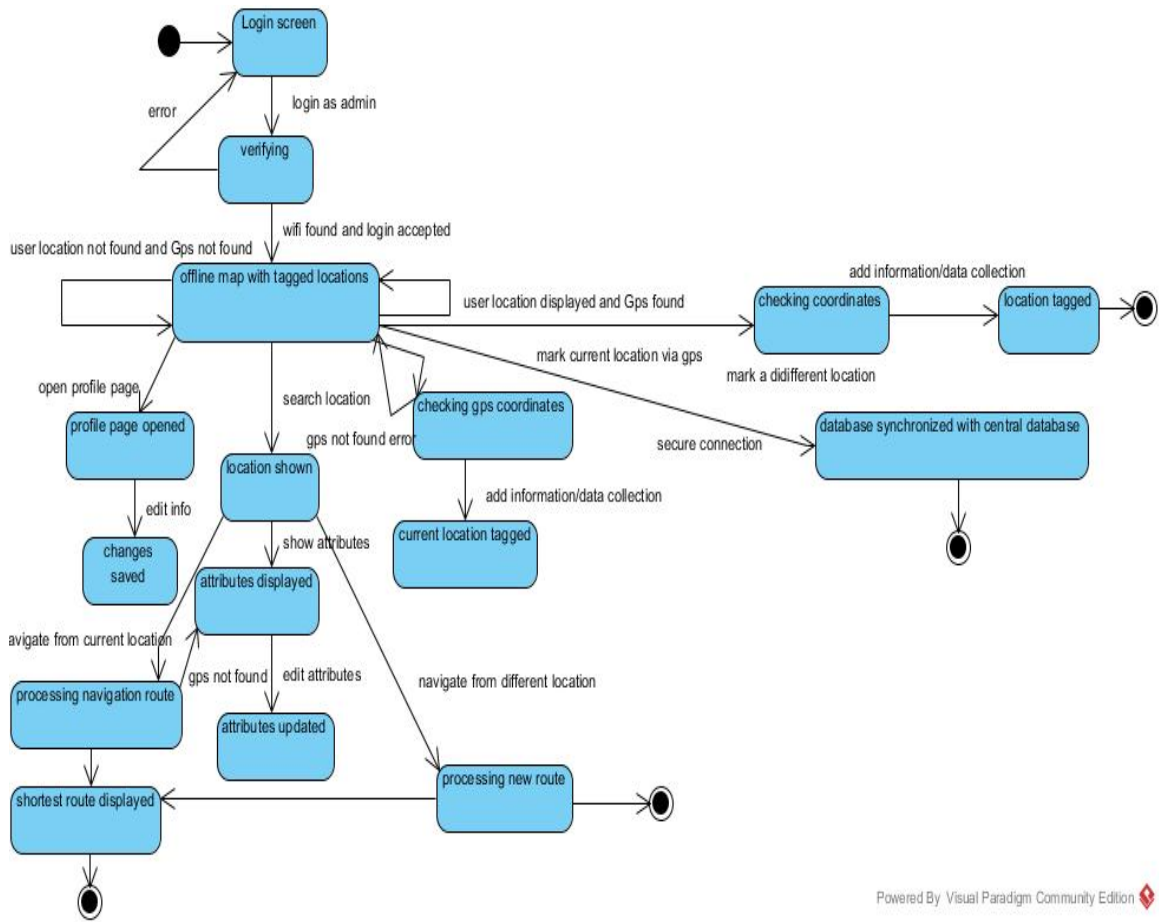 Login screen
login as admin
error
verifying
wifi found and login accepted
user location not found and Gps not found
offline map with tagged locations
user location displayed and Gps found
add information/data collection
checking coordinates
location tagged
mark current location via gps
mark a didifferent location
open profile page
search location
checking gps coordinates
gps not found error
profile page opened
database synchronized with central database
secure connection
location shown
edit info
add information/data collection
current location tagged
changes
saved
show attributes
attributes displayed
avigate from current location
gps not found
edit attributes
navigate from different location
processing navigation route
attributes updated
processing new route
shortest route displayed
Powered By Visual Paradigm Community Edition